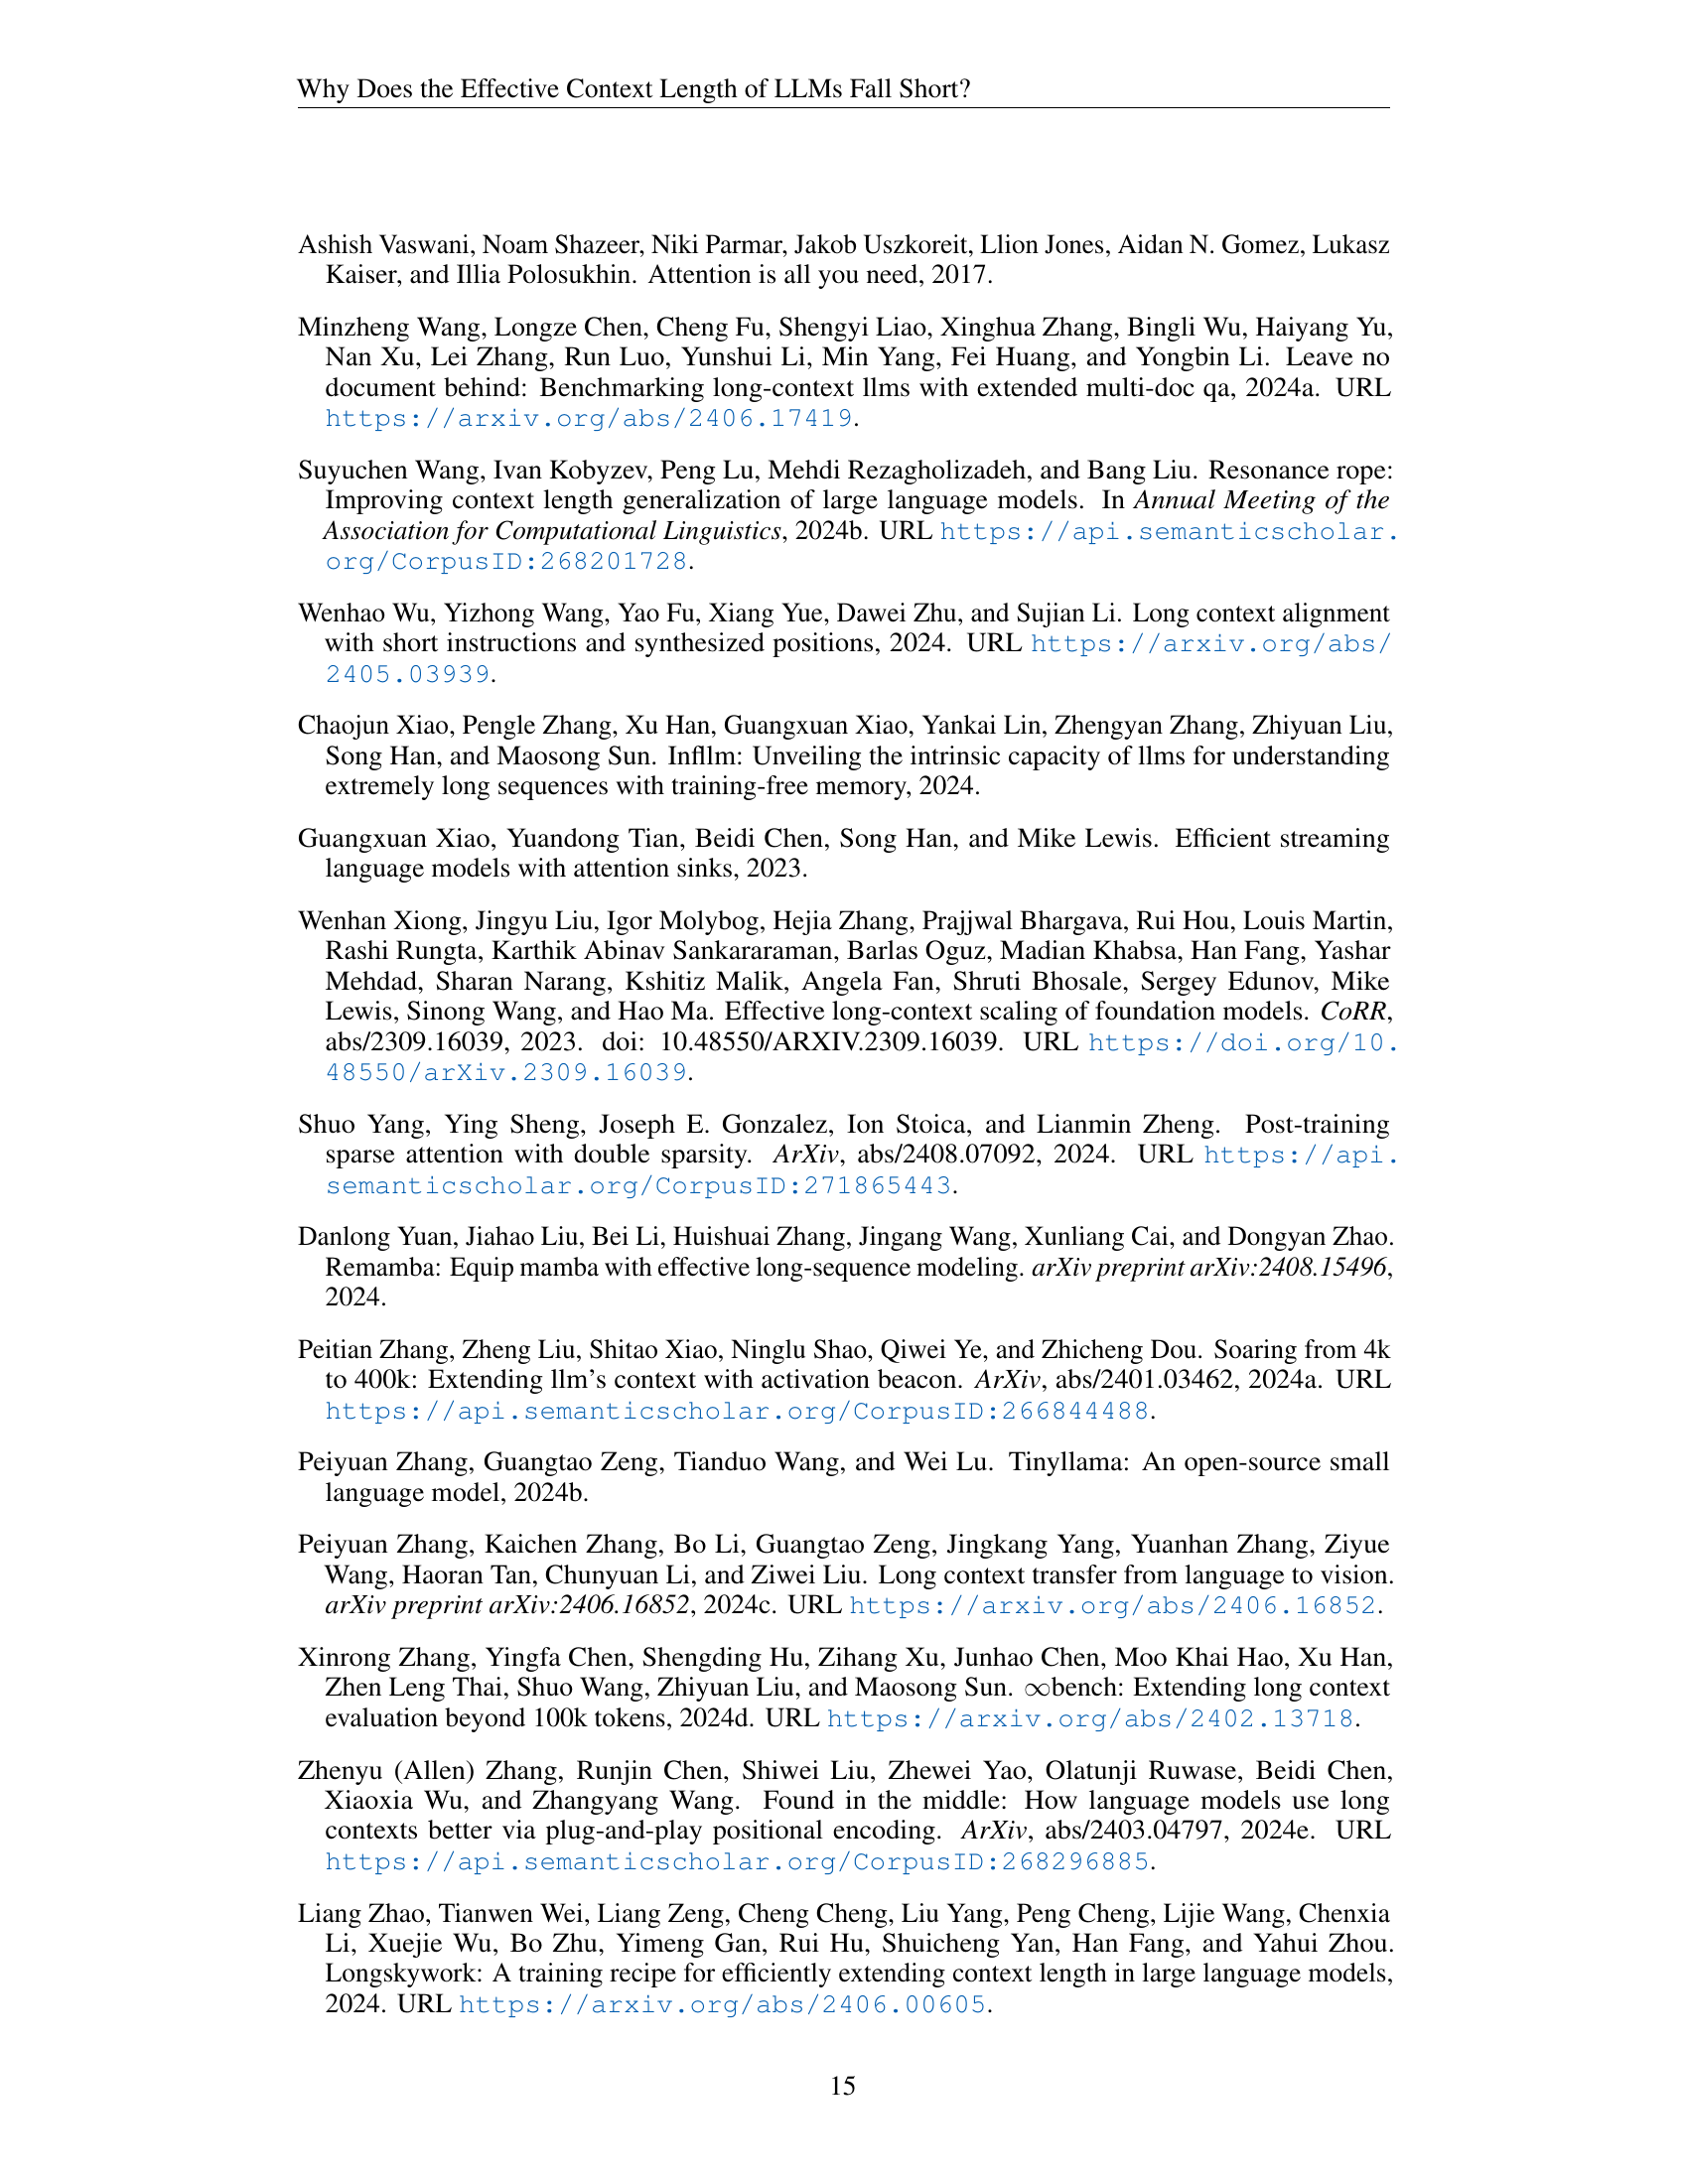 Why Does the Effective Context Length of LLMs Fall Short?
Ashish Vaswani, Noam Shazeer, Niki Parmar, Jakob Uszkoreit, Llion Jones, Aidan N. Gomez, Lukasz
Kaiser, and Illia Polosukhin. Attention is all you need, 2017.
Minzheng Wang, Longze Chen, Cheng Fu, Shengyi Liao, Xinghua Zhang, Bingli Wu, Haiyang Yu,
Nan Xu, Lei Zhang, Run Luo, Yunshui Li, Min Yang, Fei Huang, and Yongbin Li. Leave no
document behind: Benchmarking long-context llms with extended multi-doc qa, 2024a. URL
https://arxiv.org/abs/2406.17419.
Suyuchen Wang, Ivan Kobyzev, Peng Lu, Mehdi Rezagholizadeh, and Bang Liu. Resonance rope:
Improving context length generalization of large language models. In Annual Meeting of the
Association for Computational Linguistics, 2024b. URL https://api.semanticscholar.
org/CorpusID:268201728.
Wenhao Wu, Yizhong Wang, Yao Fu, Xiang Yue, Dawei Zhu, and Sujian Li. Long context alignment
with short instructions and synthesized positions, 2024. URL https://arxiv.org/abs/
2405.03939.
Chaojun Xiao, Pengle Zhang, Xu Han, Guangxuan Xiao, Yankai Lin, Zhengyan Zhang, Zhiyuan Liu,
Song Han, and Maosong Sun. Infllm: Unveiling the intrinsic capacity of llms for understanding
extremely long sequences with training-free memory, 2024.
Guangxuan Xiao, Yuandong Tian, Beidi Chen, Song Han, and Mike Lewis. Efficient streaming
language models with attention sinks, 2023.
Wenhan Xiong, Jingyu Liu, Igor Molybog, Hejia Zhang, Prajjwal Bhargava, Rui Hou, Louis Martin,
Rashi Rungta, Karthik Abinav Sankararaman, Barlas Oguz, Madian Khabsa, Han Fang, Yashar
Mehdad, Sharan Narang, Kshitiz Malik, Angela Fan, Shruti Bhosale, Sergey Edunov, Mike
Lewis, Sinong Wang, and Hao Ma. Effective long-context scaling of foundation models. CoRR,
abs/2309.16039, 2023. doi: 10.48550/ARXIV.2309.16039. URL https://doi.org/10.
48550/arXiv.2309.16039.
Shuo Yang, Ying Sheng, Joseph E. Gonzalez, Ion Stoica, and Lianmin Zheng. Post-training
sparse attention with double sparsity. ArXiv, abs/2408.07092, 2024. URL https://api.
semanticscholar.org/CorpusID:271865443.
Danlong Yuan, Jiahao Liu, Bei Li, Huishuai Zhang, Jingang Wang, Xunliang Cai, and Dongyan Zhao.
Remamba: Equip mamba with effective long-sequence modeling. arXiv preprint arXiv:2408.15496,
2024.
Peitian Zhang, Zheng Liu, Shitao Xiao, Ninglu Shao, Qiwei Ye, and Zhicheng Dou. Soaring from 4k
to 400k: Extending llm's context with activation beacon. ArXiv, abs/2401.03462, 2024a. URL
https://api.semanticscholar.org/CorpusID:266844488.
Peiyuan Zhang, Guangtao Zeng, Tianduo Wang, and Wei Lu. Tinyllama: An open-source small
language model, 2024b.
Peiyuan Zhang, Kaichen Zhang, Bo Li, Guangtao Zeng, Jingkang Yang, Yuanhan Zhang, Ziyue
Wang, Haoran Tan, Chunyuan Li, and Ziwei Liu. Long context transfer from language to vision.
arXiv preprint arXiv:2406.16852, 2024c. URL https://arxiv.org/abs/2406.16852.
Xinrong Zhang, Yingfa Chen, Shengding Hu, Zihang Xu, Junhao Chen, Moo Khai Hao, Xu Han,
Zhen Leng Thai, Shuo Wang, Zhiyuan Liu, and Maosong Sun. ∞bench: Extending long context
evaluation beyond 100k tokens, 2024d. URL https://arxiv.org/abs/2402.13718.
Zhenyu (Allen) Zhang, Runjin Chen, Shiwei Liu, Zhewei Yao, Olatunji Ruwase, Beidi Chen,
Xiaoxia Wu, and Zhangyang Wang. Found in the middle: How language models use long
contexts better via plug-and-play positional encoding. ArXiv, abs/2403.04797, 2024e. URL
https://api.semanticscholar.org/CorpusID:268296885.
Liang Zhao, Tianwen Wei, Liang Zeng, Cheng Cheng, Liu Yang, Peng Cheng, Lijie Wang, Chenxia
Li, Xuejie Wu, Bo Zhu, Yimeng Gan, Rui Hu, Shuicheng Yan, Han Fang, and Yahui Zhou.
Longskywork: A training recipe for efficiently extending context length in large language models,
2024. URL https://arxiv.org/abs/2406.00605.
15